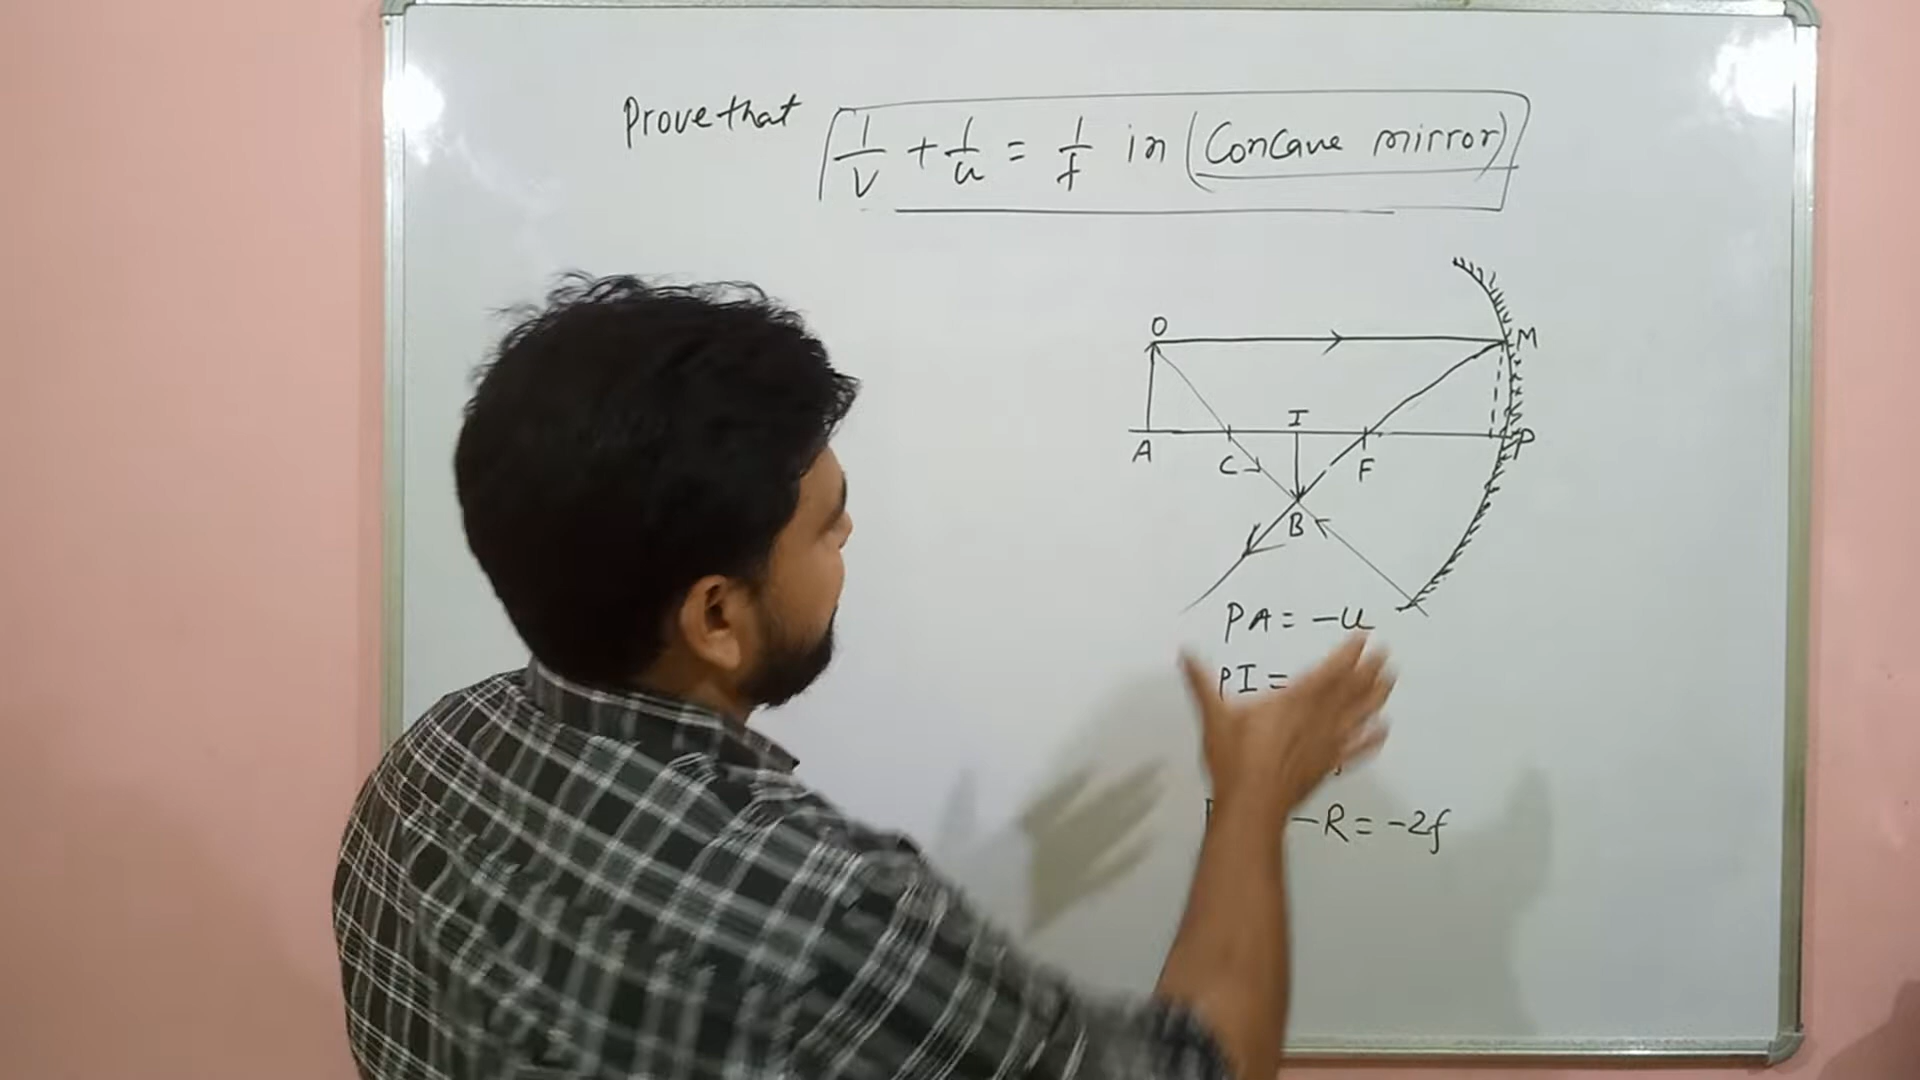 Prove that 1/v + 1/u = 1/f in (Concave mirror)
O
M
I
A
C
F
P
B
PA = -u
PI =
-R = -2f